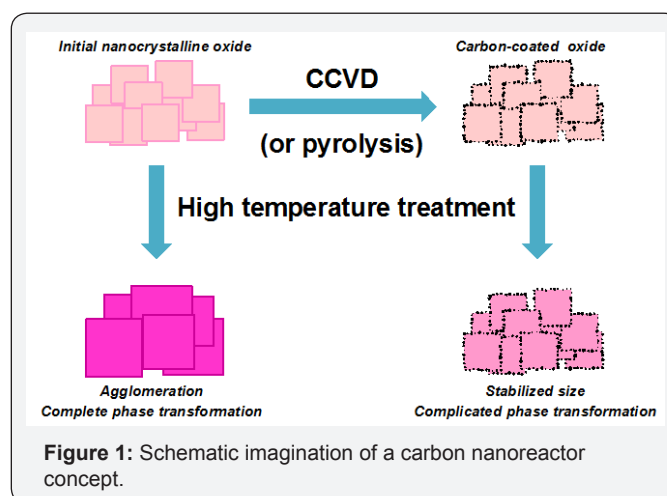 Initial nanocrystalline oxide
CCVD
Carbon-coated oxide
(or pyrolysis)
High temperature treatment
Agglomeration
Complete phase transformation
Stabilized size
Complicated phase transformation
Figure 1: Schematic imagination of a carbon nanoreactor
concept.